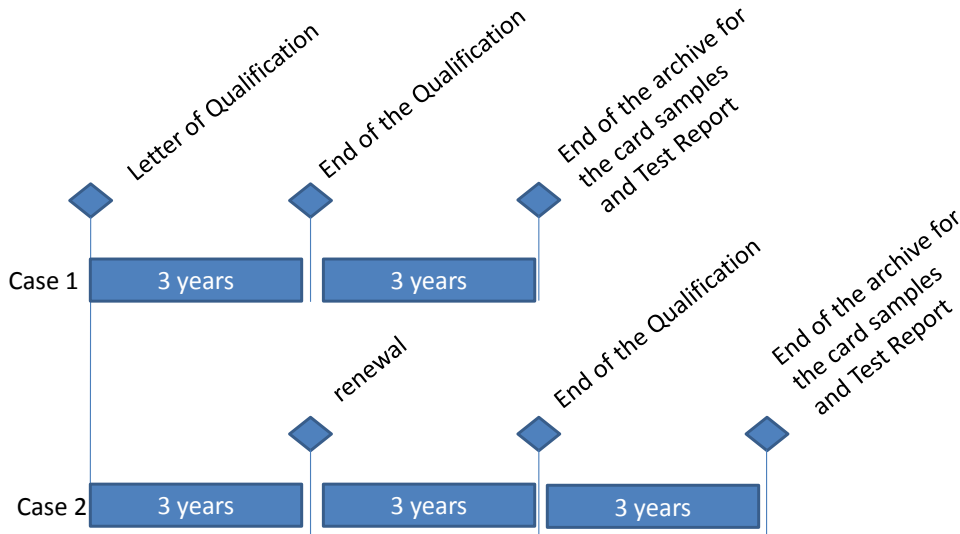 Letter of Qualification
End of the Qualification
End of the archive for
the card samples
and Test Report
Case 1
3 years
3 years
renewal
End of the Qualification
End of the archive for
the card samples
and Test Report
Case 2
3 years
3 years
3 years